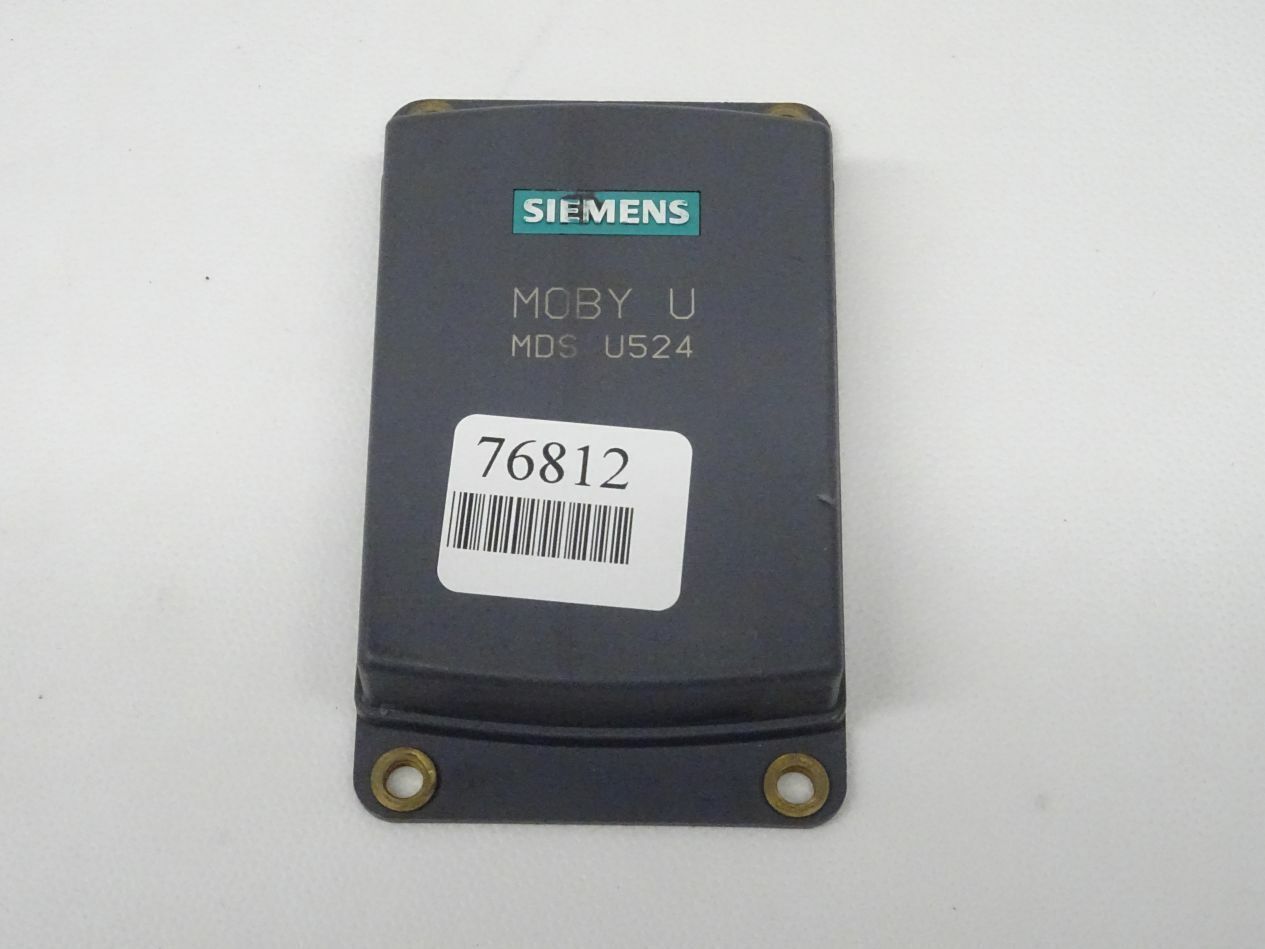 SIEMENS
MOBY U
MDS U524
76812